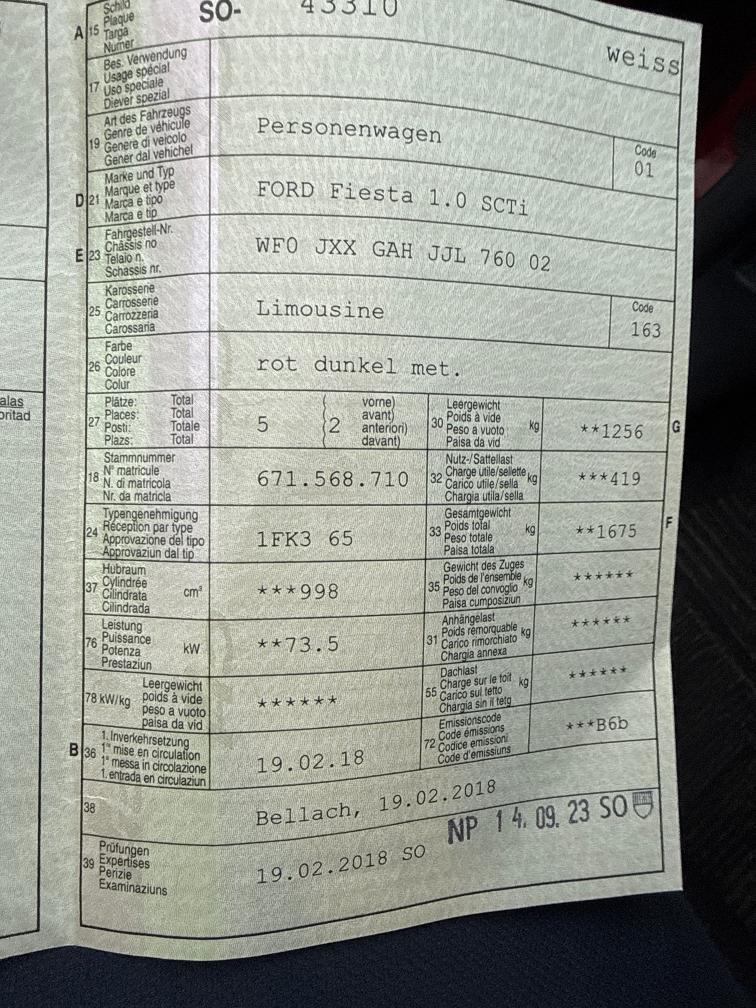 A 15 Schild
Plaque
Targa
Numer
SO- 43310
weiss
17 Bes. Verwendung
Usage spécial
Uso speciale
Diever spezial
19 Art des Fahrzeugs
Genre de véhicule
Genere di veicolo
Gener dal vehichel
Personenwagen
Code
01
D 21 Marke und Typ
Marque et type
Marca e tipo
Marca e tip
FORD Fiesta 1.0 SCTi
E 23 Fahrgestell-Nr.
Châssis no
Telaio n.
Schassis nr.
WF0 JXX GAH JJL 760 02
25 Karosserie
Carrosserie
Carrozzeria
Carossaria
Limousine
Code
163
26 Farbe
Couleur
Colore
Colur
rot dunkel met.
alas
oritad
27 Plätze: Total
Places: Total
Posti: Totale
Plazs: Total
5 (2
vorne)
avant)
anteriori)
davant)
30 Leergewicht
Poids à vide
Peso a vuoto
Paisa da vid
kg
**1256
G
18 Stammnummer
N° matricule
N. di matricola
Nr. da matricla
671.568.710
32 Nutz-/Sattellast
Charge utile/sellette
Carico utile/sella
Chargia utila/sella
kg
***419
24 Typengenehmigung
Réception par type
Approvazione del tipo
Approvaziun dal tip
1FK3 65
33 Gesamtgewicht
Poids total
Peso totale
Paisa totala
kg
**1675
F
37 Hubraum
Cylindrée
Cilindrata
Cilindrada
cm³
***998
35 Gewicht des Zuges
Poids de l'ensemble
Peso del convoglio
Paisa cumposiziun
kg
******
76 Leistung
Puissance
Potenza
Prestaziun
kW
**73.5
31 Anhängelast
Poids remorquable
Carico rimorchiato
Chargia annexa
kg
******
78 kW/kg Leergewicht
poids à vide
peso a vuoto
paisa da vid
******
55 Dachlast
Charge sur le toit
Carico sul tetto
Chargia sin il tetg
kg
******
B 36 1. Inverkehrsetzung
1re mise en circulation
1a messa in circolazione
1. entrada en circulaziun
19.02.18
72 Emissionscode
Code émissions
Codice emissioni
Code d'emissiuns
***B6b
38
Bellach, 19.02.2018
39 Prüfungen
Expertises
Perizie
Examinaziuns
19.02.2018 SO
NP 14.09.23 SO